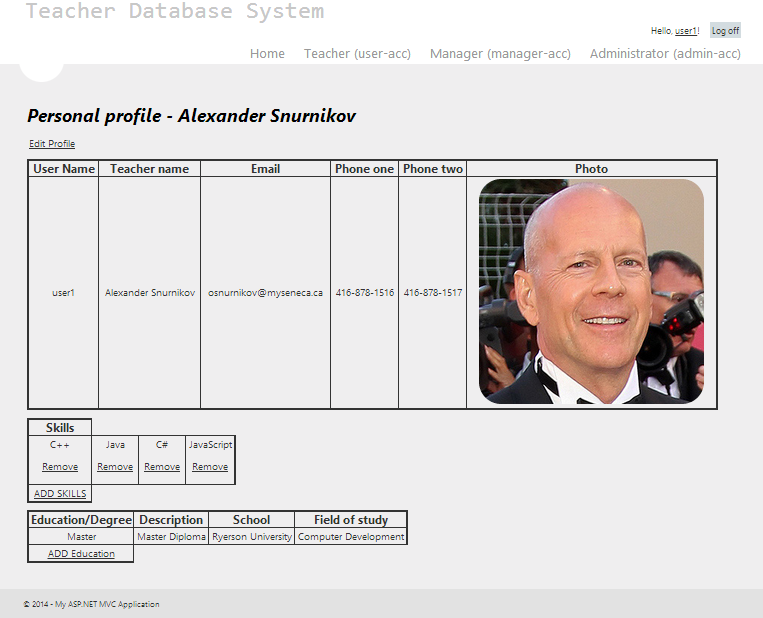 Teacher Database System
Hello, user1! Log off
Home Teacher (user-acc) Manager (manager-acc) Administrator (admin-acc)
Personal profile - Alexander Snurnikov
Edit Profile
User Name Teacher name Email Phone one Phone two Photo
user1 Alexander Snurnikov osnurnikov@myseneca.ca 416-878-1516 416-878-1517
Skills
C++ Java C# JavaScript
Remove Remove Remove Remove
ADD SKILLS
Education/Degree Description School Field of study
Master Master Diploma Ryerson University Computer Development
ADD Education
© 2014 - My ASP.NET MVC Application